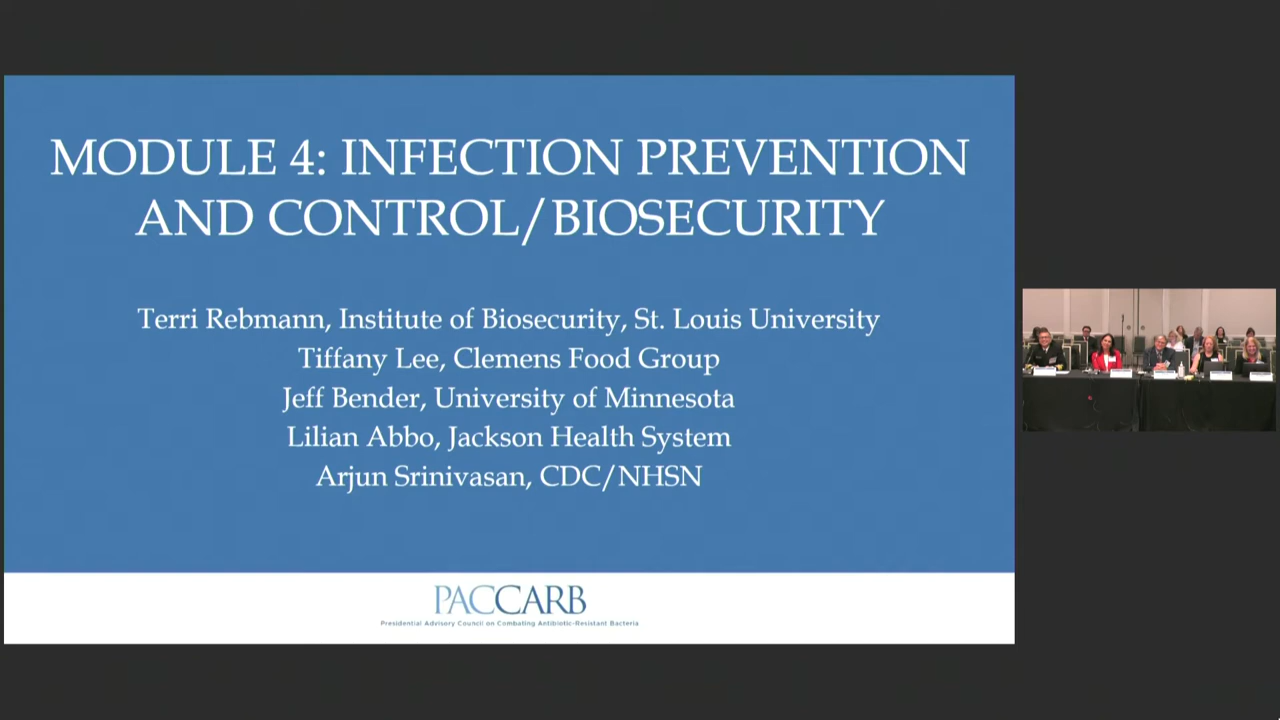 MODULE 4: INFECTION PREVENTION
AND CONTROL/BIOSECURITY
Terri Rebmann, Institute of Biosecurity, St. Louis University
Tiffany Lee, Clemens Food Group
Jeff Bender, University of Minnesota
Lilian Abbo, Jackson Health System
Arjun Srinivasan, CDC/NHSN
PACCARB
Presidential Advisory Council on Combating Antibiotic-Resistant Bacteria